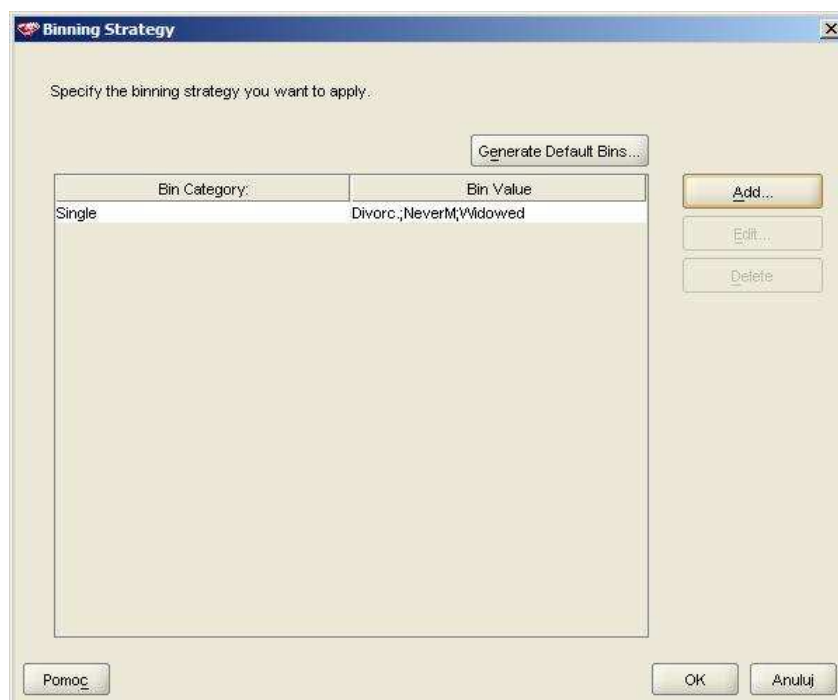 Binning Strategy
Specify the binning strategy you want to apply.
Generate Default Bins...
Bin Category: Bin Value
Single Divorc.;NeverM;Widowed
Add...
Edit...
Delete
Pomoc OK Anuluj